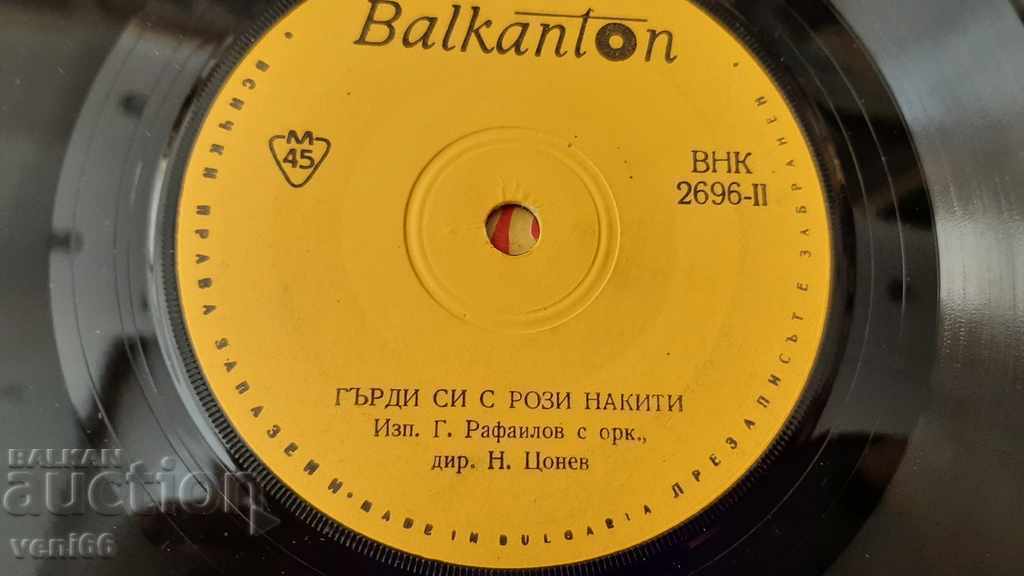 Balkanton
М
45
ВНК
2696-II
ГЪРДИ СИ С РОЗИ НАКИТИ
Изп. Г. Рафаилов с орк.,
дир. Н. Цонев
ВСИЧКИ ПРАВА ЗАПАЗЕНИ • MADE IN BULGARIA ПРЕЗАПИСЪТ Е ЗАБРАНЕН •
BALKAN
auction
veni66